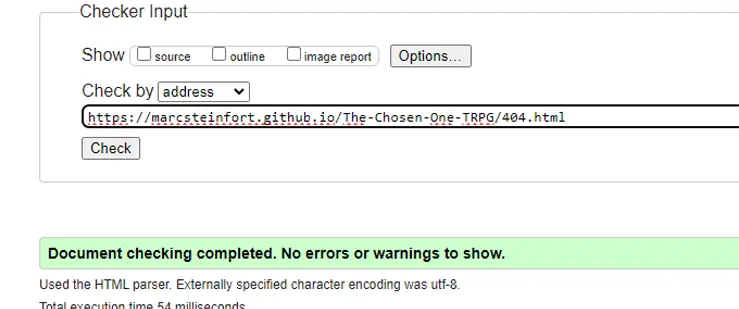 Checker Input
Show source outline image report Options...
Check by address
https://marcsteinfort.github.io/The-Chosen-One-TRPG/404.html
Check
Document checking completed. No errors or warnings to show.
Used the HTML parser. Externally specified character encoding was utf-8.
Total execution time 54 milliseconds.